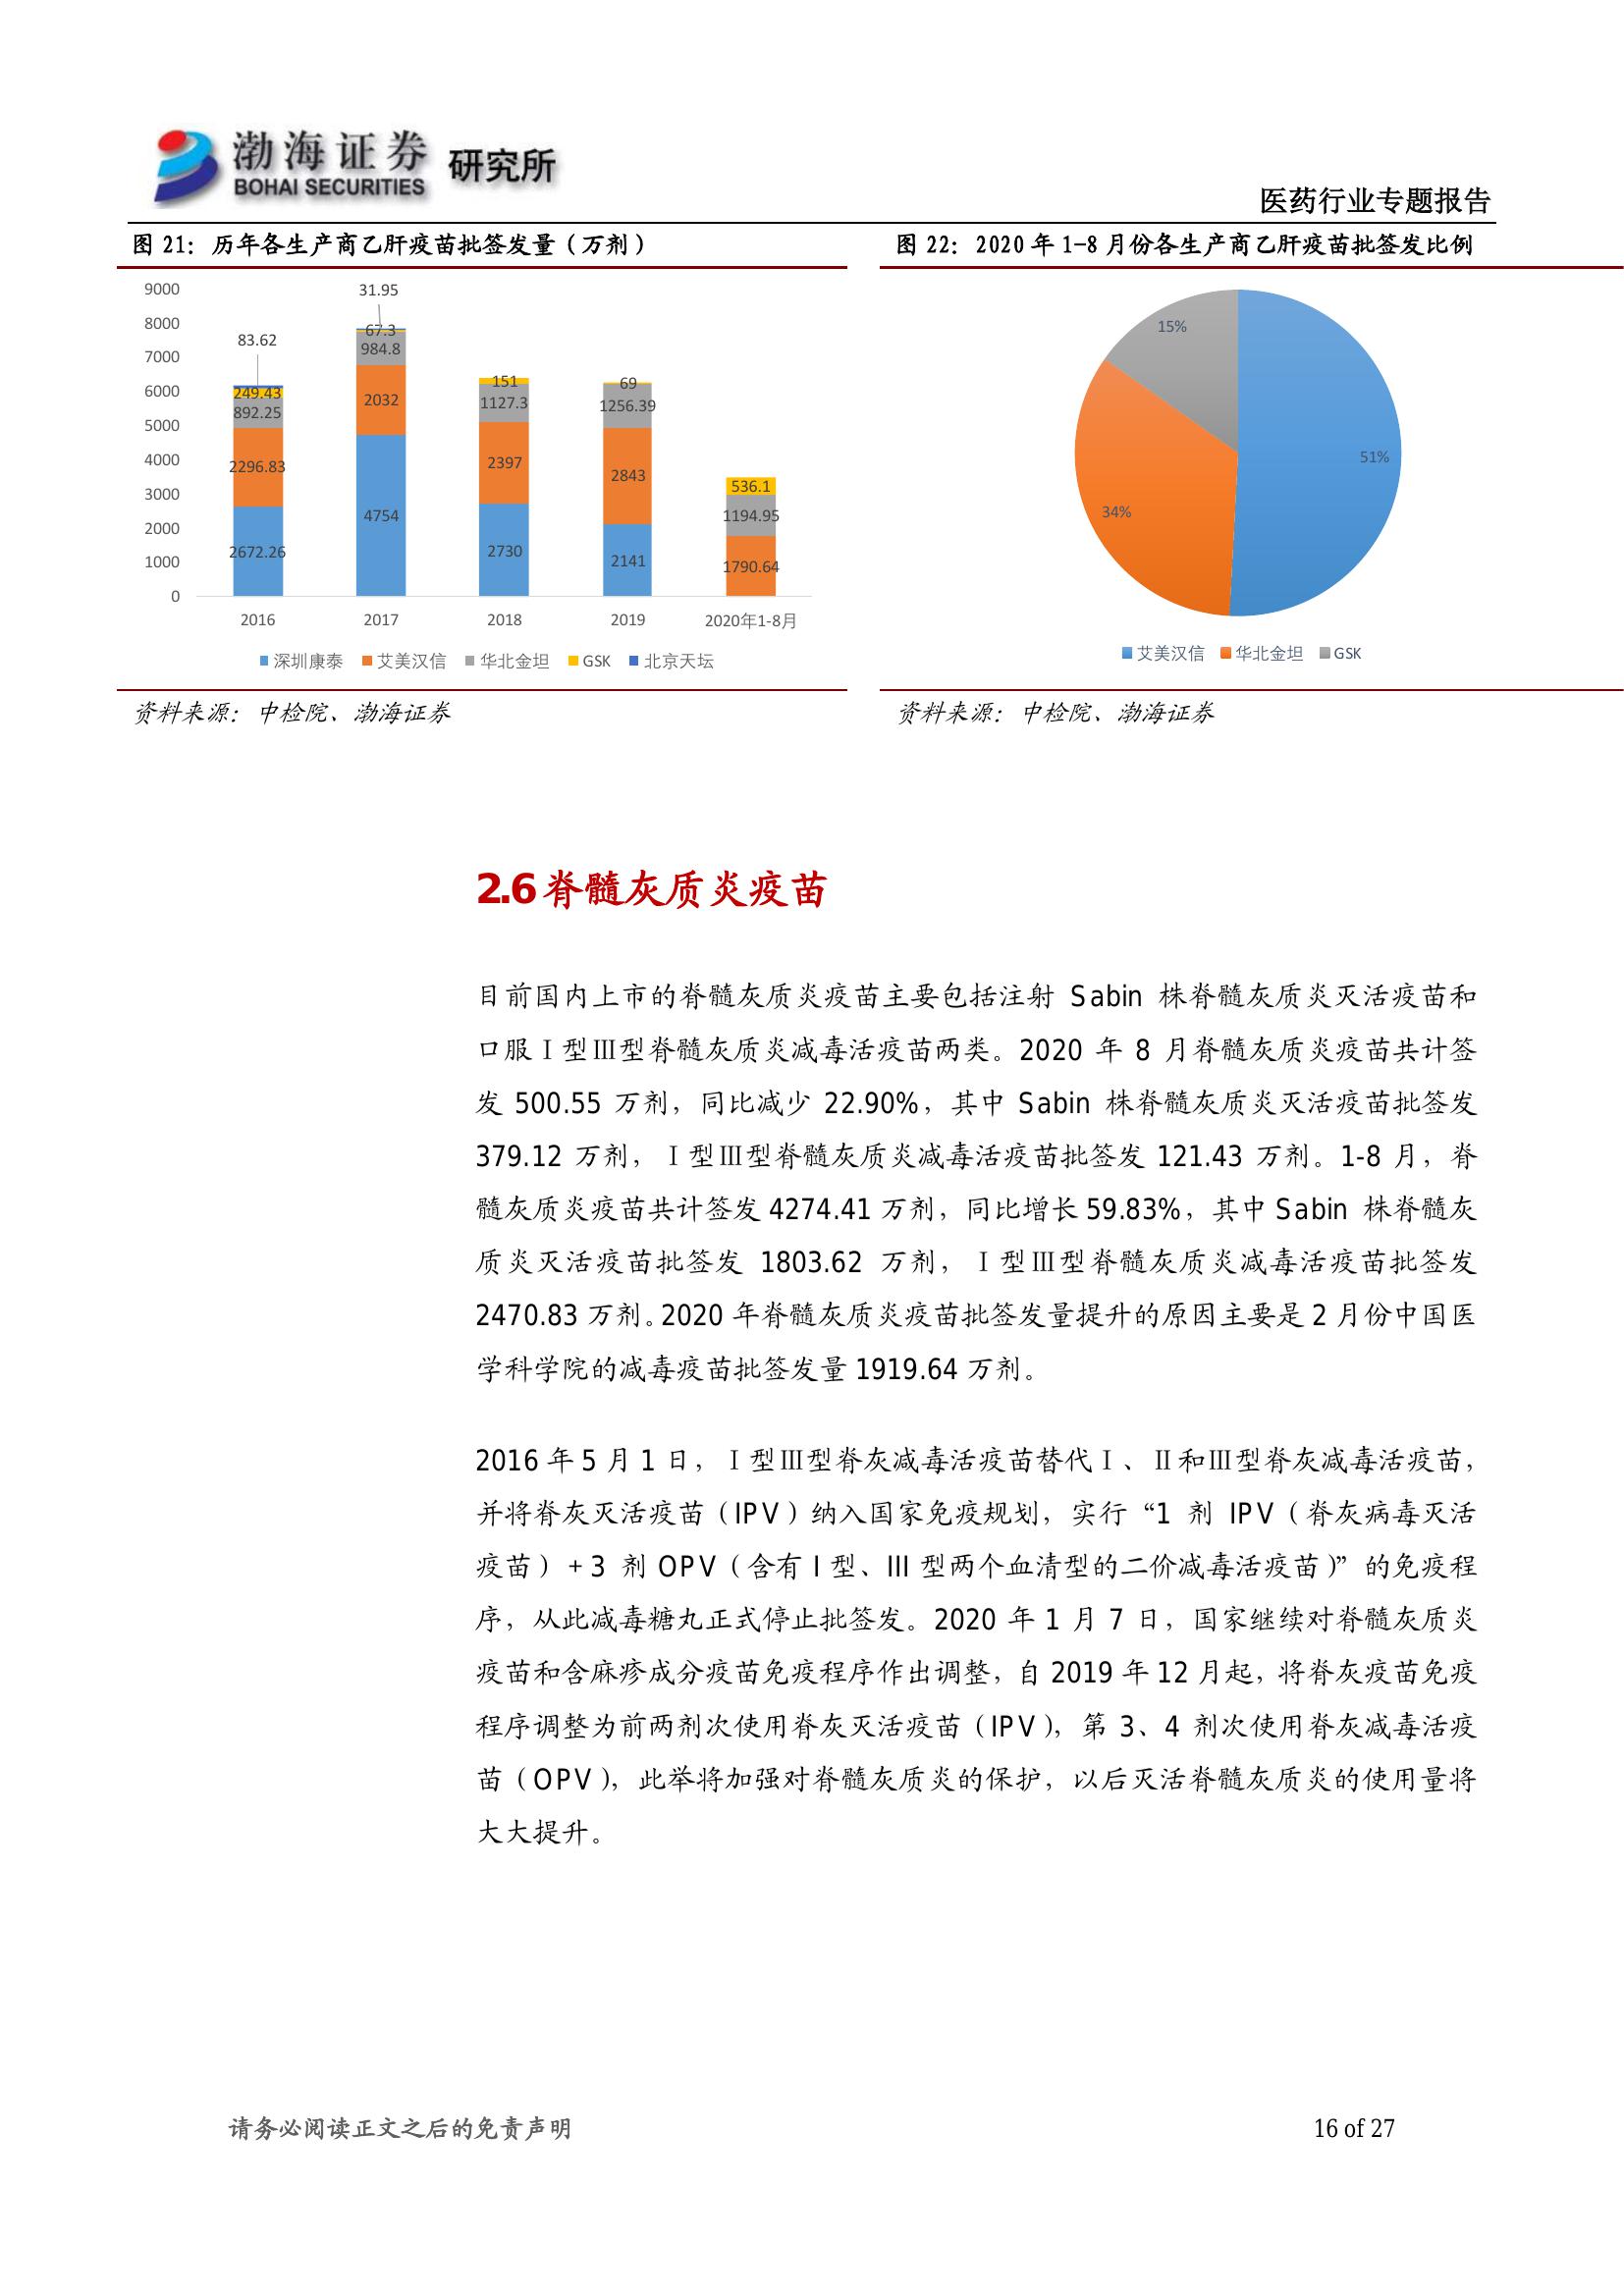 渤海证券 研究所
BOHAI SECURITIES
医药行业专题报告
图 21：历年各生产商乙肝疫苗批签发量（万剂）
9000
8000
7000
6000
5000
4000
3000
2000
1000
0
83.62
249.43
892.25
2296.83
2672.26
31.95
67.3
984.8
2032
4754
151
1127.3
2397
2730
69
1256.39
2843
2141
536.1
1194.95
1790.64
2016 2017 2018 2019 2020年1-8月
深圳康泰 艾美汉信 华北金坦 GSK 北京天坛
资料来源：中检院、渤海证券
图 22：2020 年 1-8 月份各生产商乙肝疫苗批签发比例
15%
51%
34%
艾美汉信 华北金坦 GSK
资料来源：中检院、渤海证券
2.6 脊髓灰质炎疫苗
目前国内上市的脊髓灰质炎疫苗主要包括注射 Sabin 株脊髓灰质炎灭活疫苗和
口服Ⅰ型Ⅲ型脊髓灰质炎减毒活疫苗两类。2020 年 8 月脊髓灰质炎疫苗共计签
发 500.55 万剂，同比减少 22.90%，其中 Sabin 株脊髓灰质炎灭活疫苗批签发
379.12 万剂，Ⅰ型Ⅲ型脊髓灰质炎减毒活疫苗批签发 121.43 万剂。1-8 月，脊
髓灰质炎疫苗共计签发 4274.41 万剂，同比增长 59.83%，其中 Sabin 株脊髓灰
质炎灭活疫苗批签发 1803.62 万剂，Ⅰ型Ⅲ型脊髓灰质炎减毒活疫苗批签发
2470.83 万剂。2020 年脊髓灰质炎疫苗批签发量提升的原因主要是 2 月份中国医
学科学院的减毒疫苗批签发量 1919.64 万剂。
2016 年 5 月 1 日，Ⅰ型Ⅲ型脊灰减毒活疫苗替代Ⅰ、Ⅱ和Ⅲ型脊灰减毒活疫苗，
并将脊灰灭活疫苗（IPV）纳入国家免疫规划，实行“1 剂 IPV（脊灰病毒灭活
疫苗）+3 剂 OPV（含有 I 型、III 型两个血清型的二价减毒活疫苗）”的免疫程
序，从此减毒糖丸正式停止批签发。2020 年 1 月 7 日，国家继续对脊髓灰质炎
疫苗和含麻疹成分疫苗免疫程序作出调整，自 2019 年 12 月起，将脊灰疫苗免疫
程序调整为前两剂次使用脊灰灭活疫苗（IPV），第 3、4 剂次使用脊灰减毒活疫
苗（OPV），此举将加强对脊髓灰质炎的保护，以后灭活脊髓灰质炎的使用量将
大大提升。
请务必阅读正文之后的免责声明
16 of 27